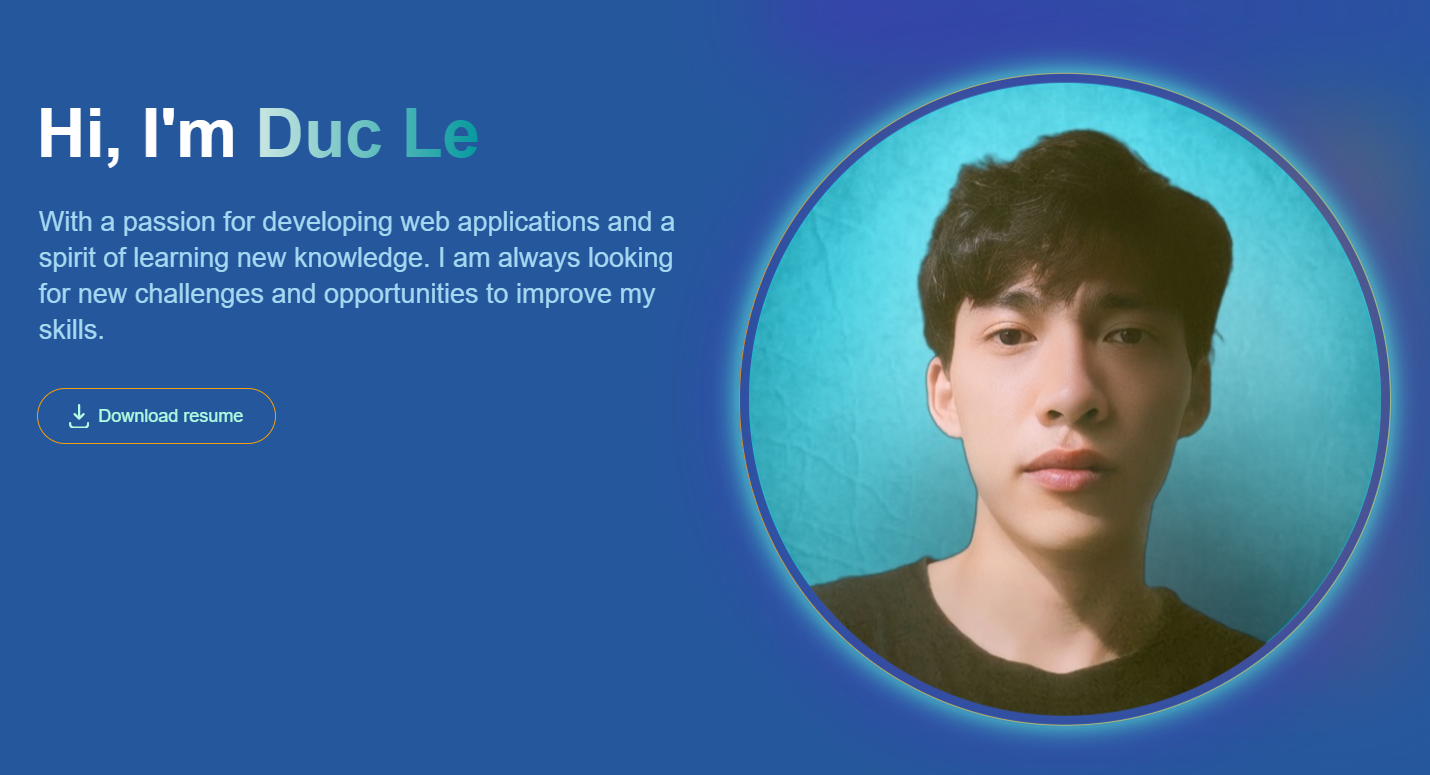 Hi, I'm Duc Le
With a passion for developing web applications and a
spirit of learning new knowledge. I am always looking
for new challenges and opportunities to improve my
skills.
Download resume